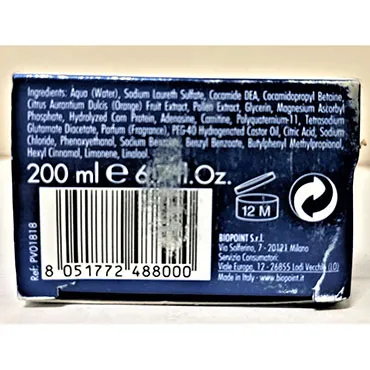 Ingredients: Aqua (Water), Sodium Laureth Sulfate, Cocamide DEA, Cocamidopropyl Betaine,
Citrus Aurantium Dulcis (Orange) Fruit Extract, Pollen Extract, Glycerin, Magnesium Ascorbyl
Phosphate, Hydrolyzed Corn Protein, Adenosine, Carnitine, Polyquaternium-11, Tetrasodium
Glutamate Diacetate, Parfum (Fragrance), PEG-40 Hydrogenated Castor Oil, Citric Acid, Sodium
Chloride, Phenoxyethanol, Sodium Benzoate, Benzyl Benzoate, Butylphenyl Methylpropional,
Hexyl Cinnamal, Limonene, Linalool.
200 ml e 6. Fl.Oz.
12 M
BIOPOINT S.r.l.
Via Solferino, 7 - 20121 Milano
Servizio Consumatori:
Viale Europa, 12 - 26855 Lodi Vecchio (LO)
Made in Italy - www.biopoint.it
Ref: PV01818
8 051772 488000